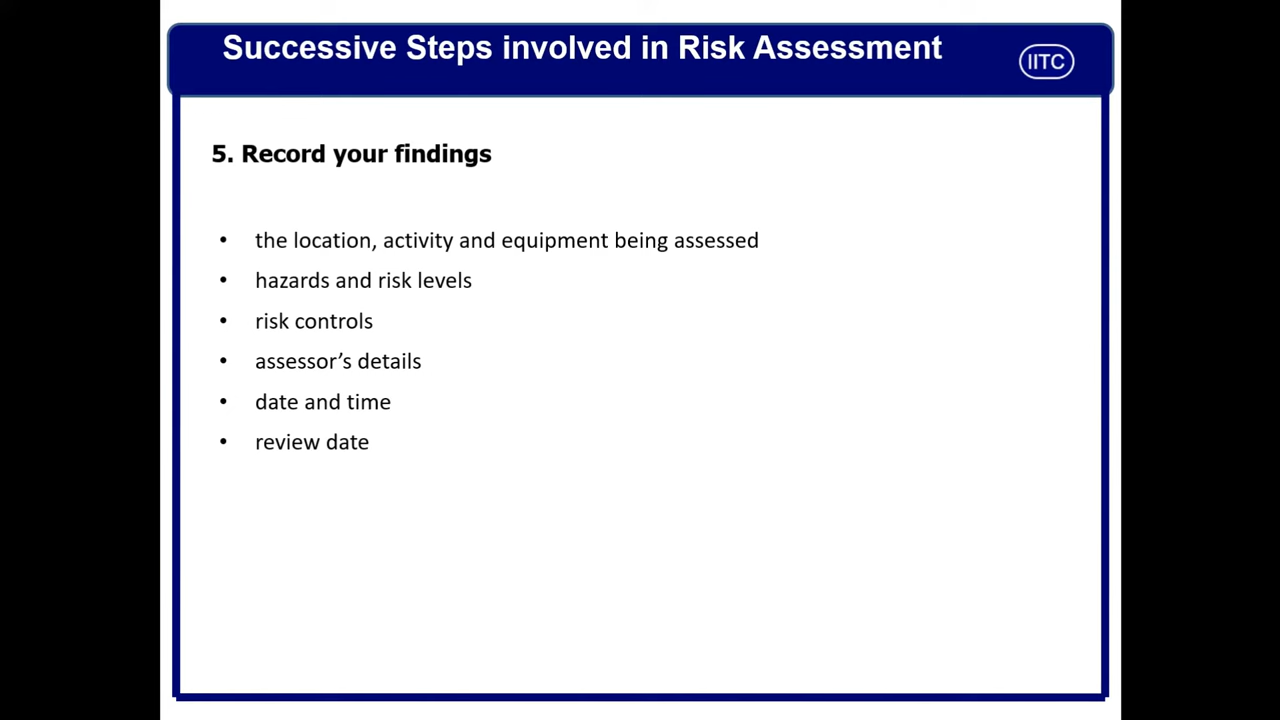 Successive Steps involved in Risk Assessment
IITC
5. Record your findings
• the location, activity and equipment being assessed
• hazards and risk levels
• risk controls
• assessor’s details
• date and time
• review date